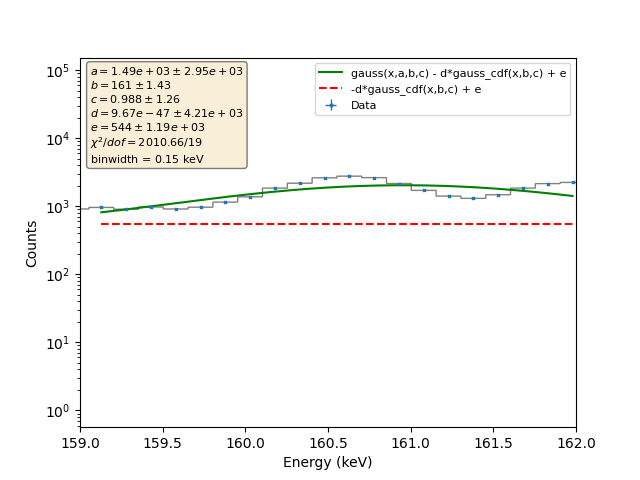 a = 1.49e + 03 ± 2.95e + 03
b = 161 ± 1.43
c = 0.988 ± 1.26
d = 9.67e − 47 ± 4.21e + 03
e = 544 ± 1.19e + 03
χ²/dof = 2010.66/19
binwidth = 0.15 keV
gauss(x,a,b,c) - d*gauss_cdf(x,b,c) + e
-d*gauss_cdf(x,b,c) + e
Data
10⁵
10⁴
10³
10²
10¹
10⁰
Counts
159.0 159.5 160.0 160.5 161.0 161.5 162.0
Energy (keV)